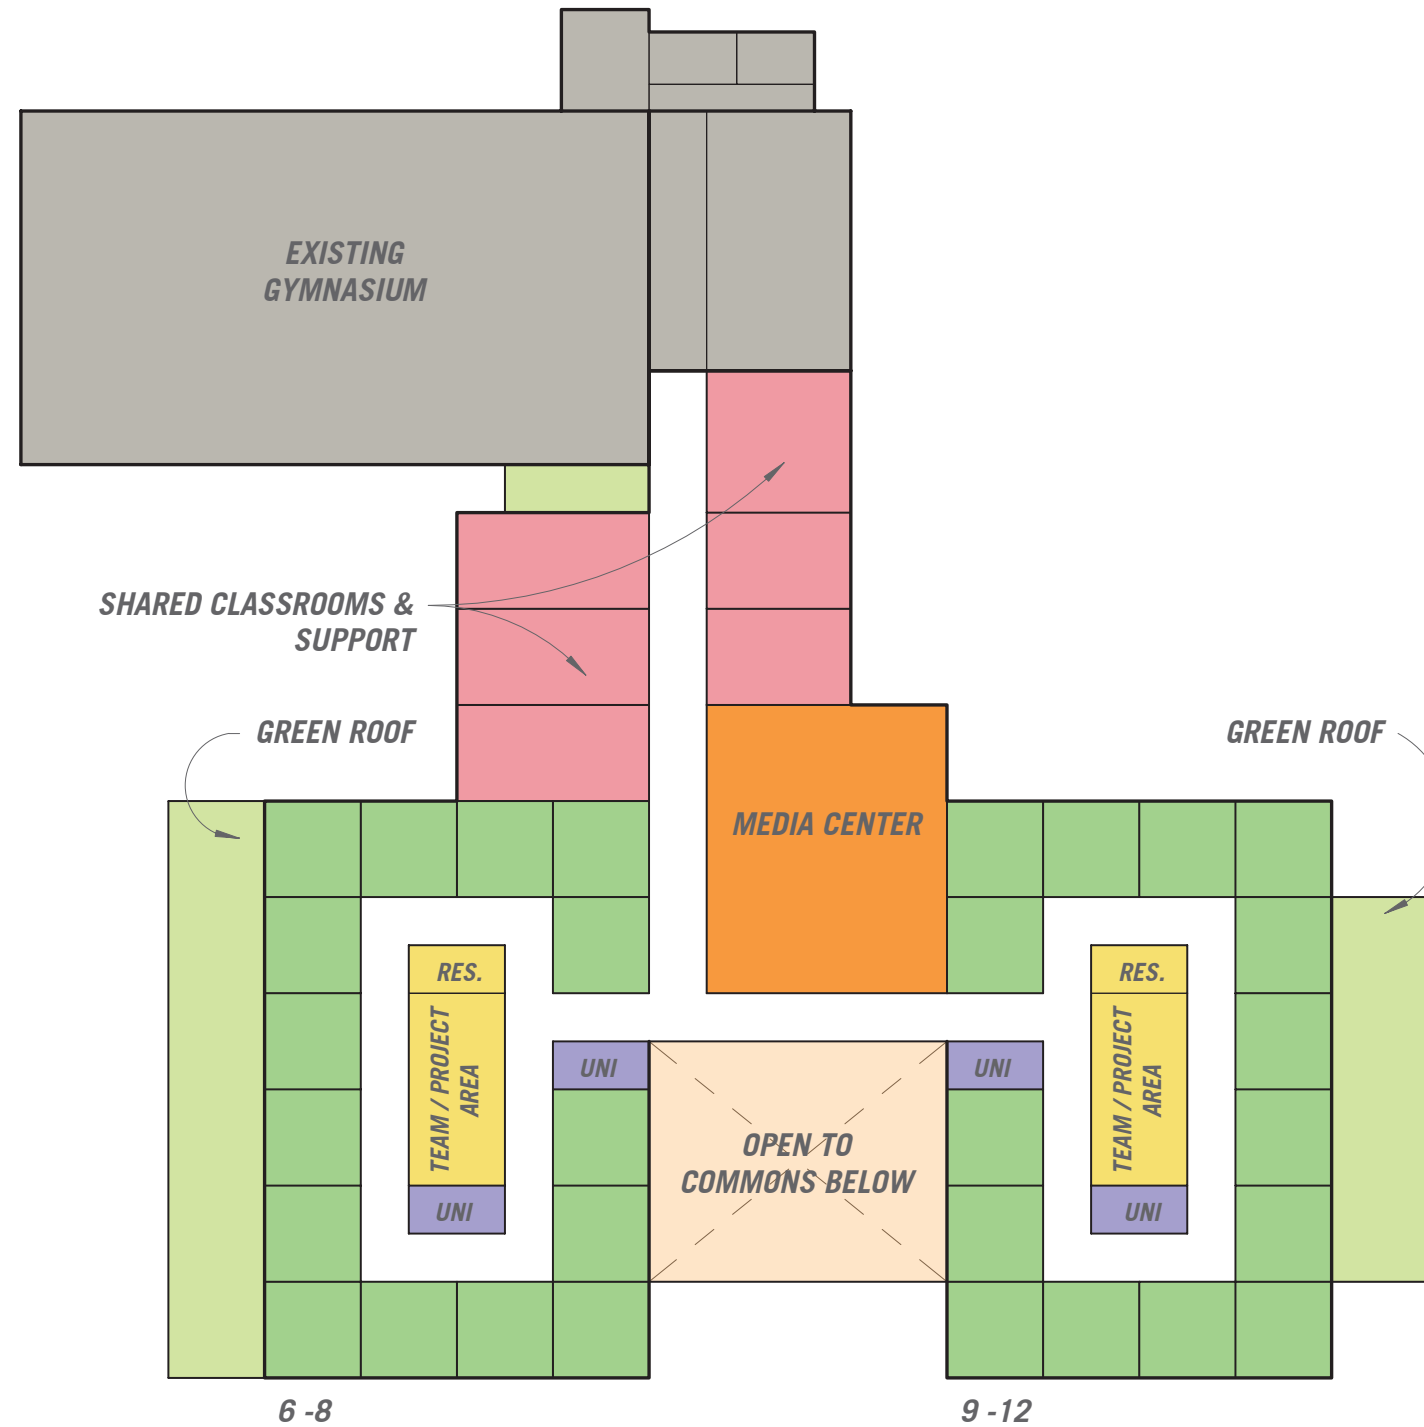 EXISTING
GYMNASIUM
SHARED CLASSROOMS &
SUPPORT
GREEN ROOF
GREEN ROOF
MEDIA CENTER
RES.
RES.
TEAM / PROJECT
AREA
TEAM / PROJECT
AREA
UNI
UNI
OPEN TO
COMMONS BELOW
UNI
UNI
6 -8
9 -12